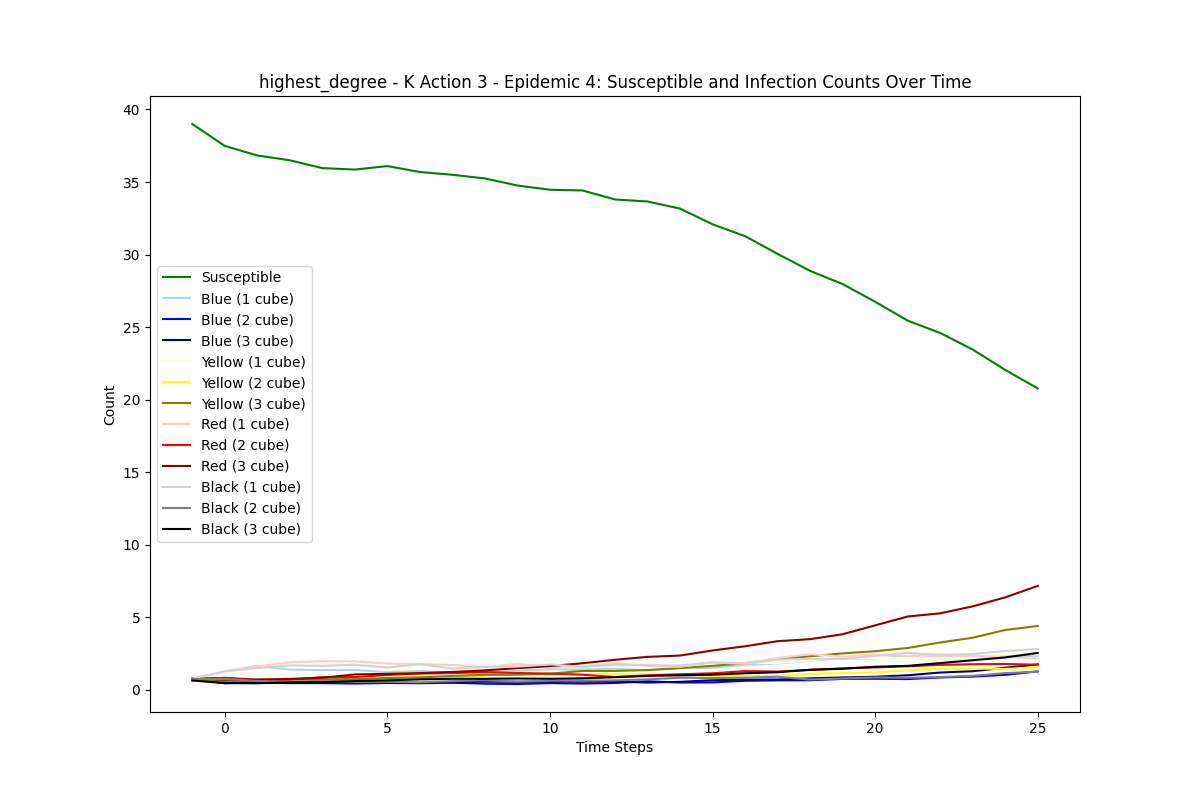 highest_degree - K Action 3 - Epidemic 4: Susceptible and Infection Counts Over Time
40
35
30
25
20
15
10
5
0
Count
Susceptible
Blue (1 cube)
Blue (2 cube)
Blue (3 cube)
Yellow (1 cube)
Yellow (2 cube)
Yellow (3 cube)
Red (1 cube)
Red (2 cube)
Red (3 cube)
Black (1 cube)
Black (2 cube)
Black (3 cube)
0 5 10 15 20 25
Time Steps